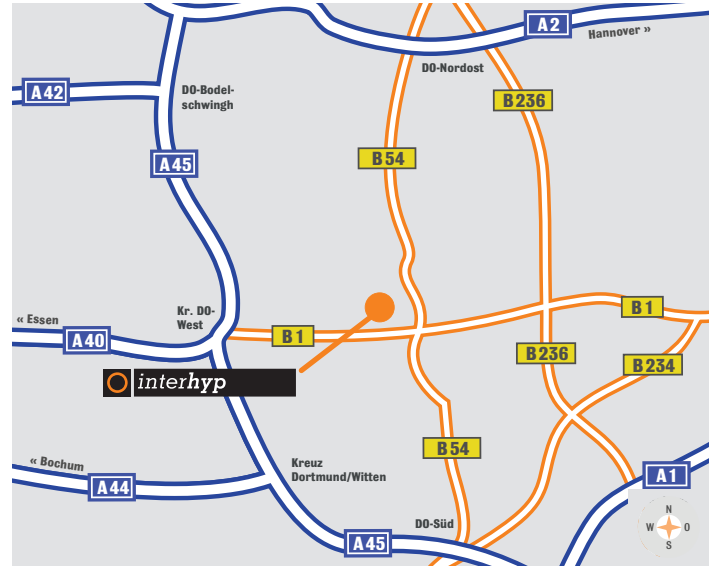 A2
Hannover »
DO-Nordost
A42
DO-Bodel-
schwingh
B236
B54
A45
Kr. DO-
West
« Essen
A40
B1
B1
interhyp
B236
B234
B54
« Bochum
A44
Kreuz
Dortmund/Witten
A1
DO-Süd
A45
N
W O
S